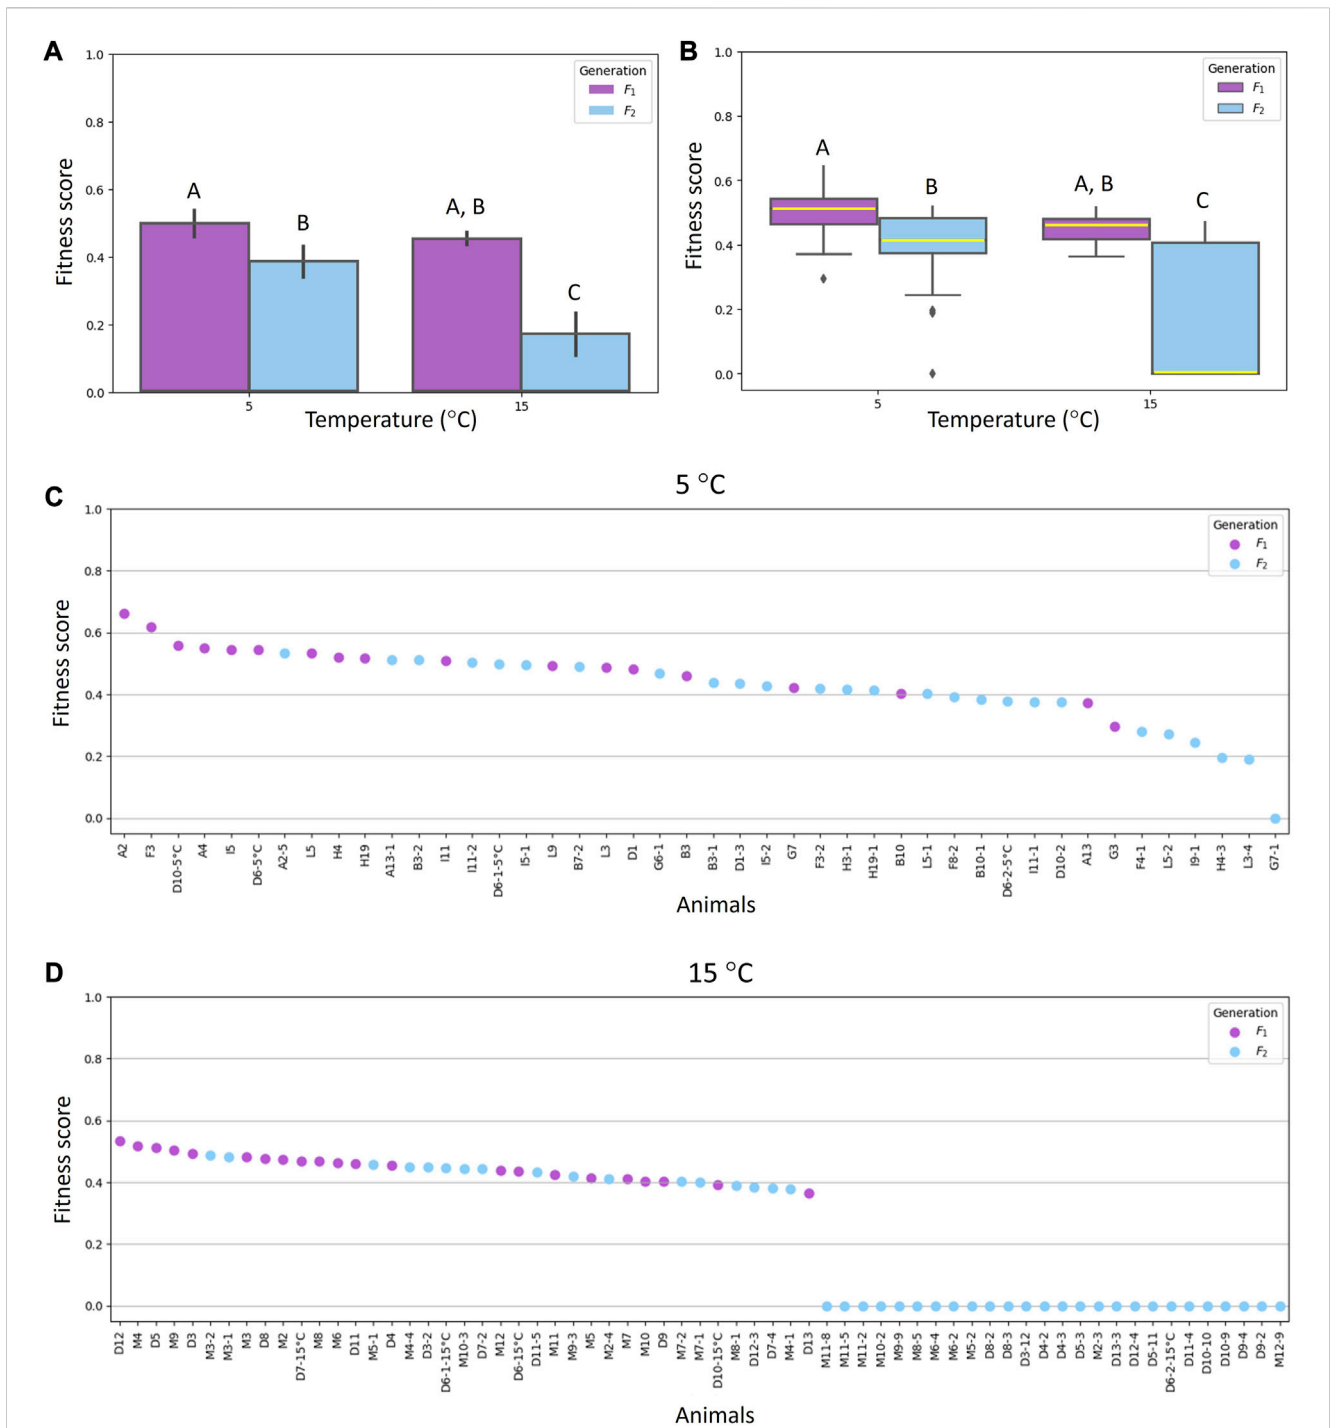 A
1.0
0.8
0.6
0.4
0.2
0.0
Fitness score
Generation
F1
F2
A
B
A, B
C
5
15
Temperature (°C)
B
1.0
0.8
0.6
0.4
0.2
0.0
Fitness score
Generation
F1
F2
A
B
A, B
C
5
15
Temperature (°C)
C
5 °C
1.0
0.8
0.6
0.4
0.2
0.0
Fitness score
Generation
F1
F2
A2
F3
D10-5°C
A4
I5
D6-5°C
A2-5
L5
H4
H19
A13-1
B3-2
I11
I11-2
D6-1-5°C
I5-1
L9
B7-2
L3
D1
G6-1
B3
B3-1
D1-3
I5-2
G7
F3-2
H3-1
H19-1
B10
L5-1
F8-2
B10-1
D6-2-5°C
I11-1
D10-2
A13
G3
F4-1
L5-2
I9-1
H4-3
L3-4
G7-1
Animals
D
15 °C
1.0
0.8
0.6
0.4
0.2
0.0
Fitness score
Generation
F1
F2
D12
M4
D5
M9
D3
M3-2
M3-1
M3
D8
M2
D7-15°C
M8
M6
D11
M5-1
D4
M4-4
D3-2
D6-1-15°C
M10-3
D7-2
M12
D6-15°C
D11-5
M11
M9-3
M5
M2-4
M7
M10
D9
M7-2
M7-1
D10-15°C
M8-1
D12-3
D7-4
M4-1
D13
M11-8
M11-5
M11-2
M10-2
M9-9
M8-5
M6-4
M6-2
M5-2
D8-2
D8-3
D3-12
D4-2
D4-3
M2-3
D13-3
D12-4
D5-11
D6-2-15°C
D11-4
D10-10
D10-9
D9-4
D9-2
M12-9
Animals